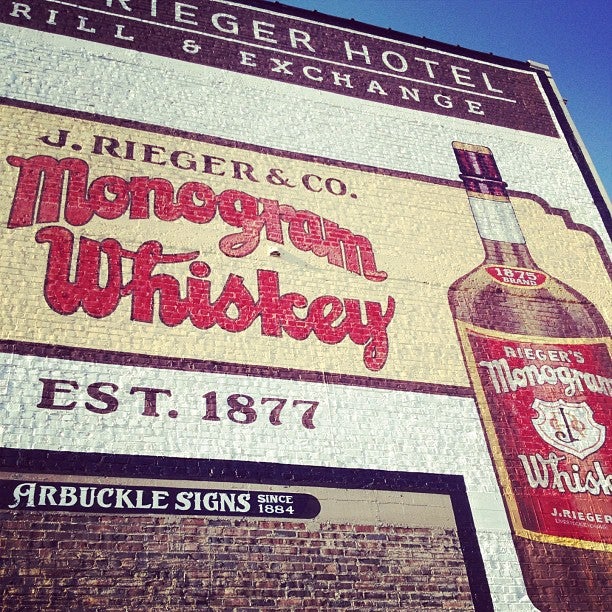 RIEGER HOTEL
RILL & EXCHANGE
J. RIEGER & CO.
Monogram
Whiskey
EST. 1877
ARBUCKLE SIGNS SINCE 1884
1875
BRAND
RIEGER'S
Monogram
Whisk
J. RIEGER